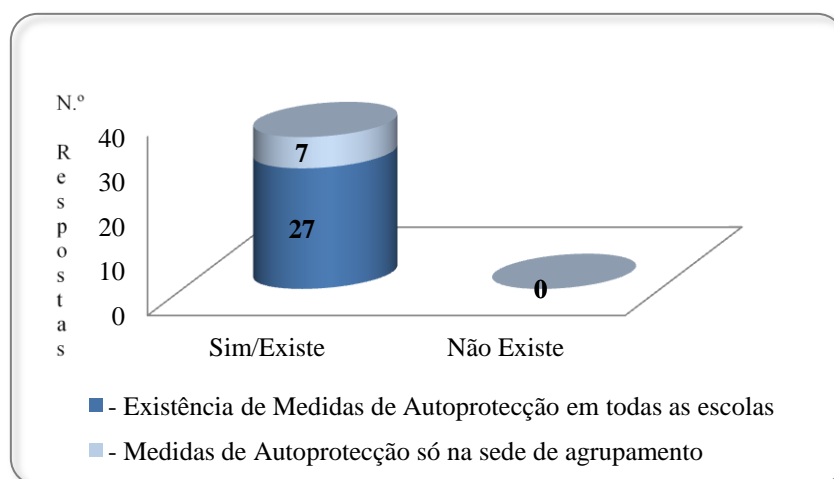 N.º
Respostas
40
30
20
10
0
7
27
0
Sim/Existe
Não Existe
- Existência de Medidas de Autoprotecção em todas as escolas
- Medidas de Autoprotecção só na sede de agrupamento